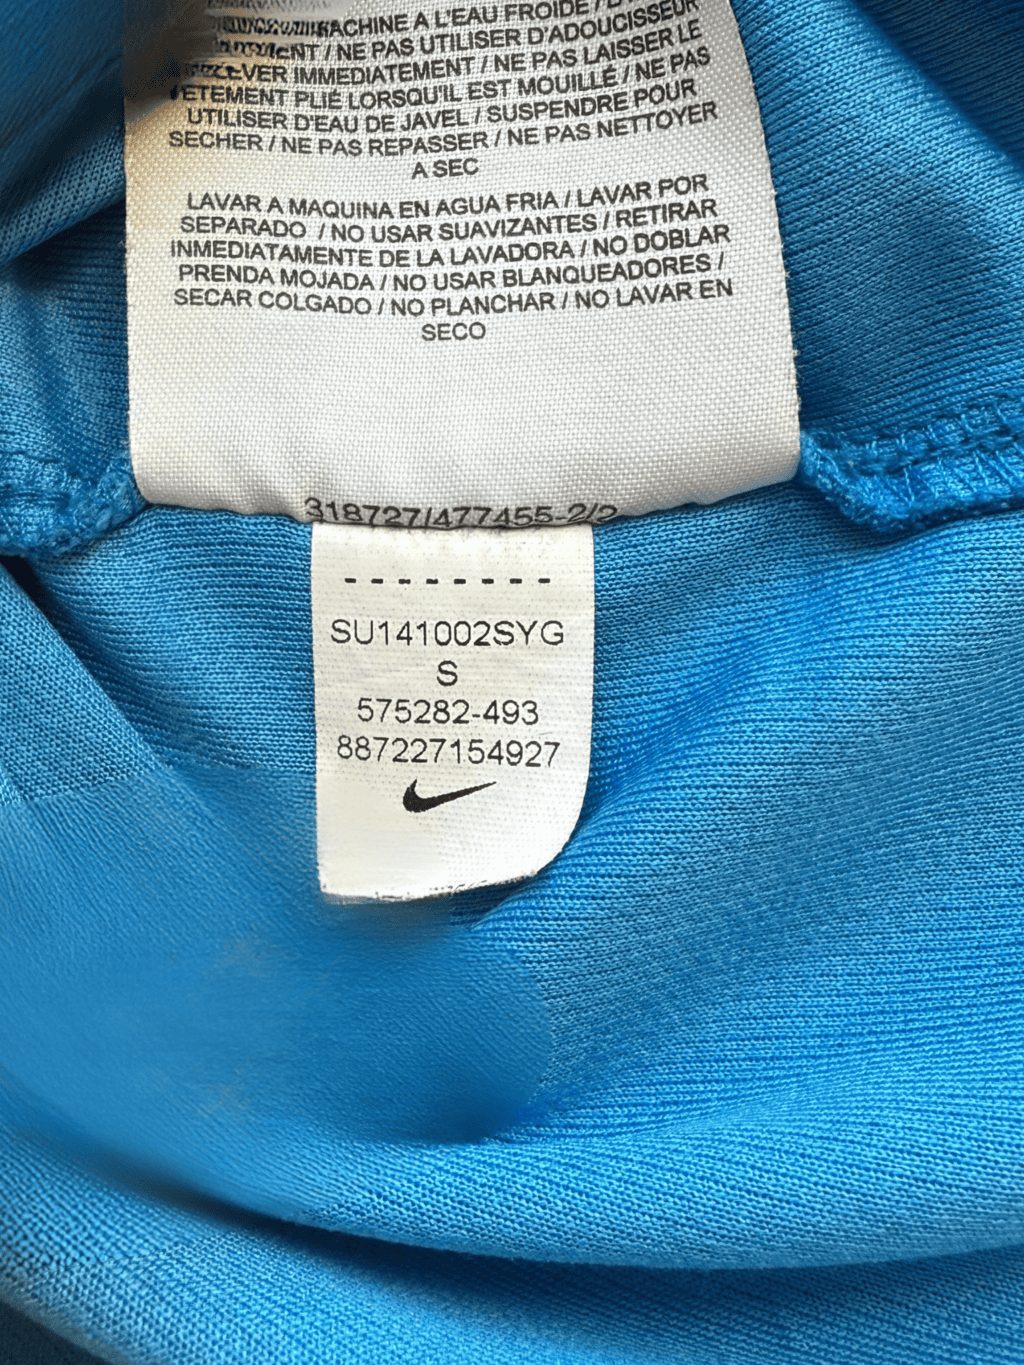 MACHINE A L'EAU FROIDE /
/ NE PAS UTILISER D'ADOUCISSEUR
IMMEDIATEMENT / NE PAS LAISSER LE
VETEMENT PLIÉ LORSQU'IL EST MOUILLÉ / NE PAS
UTILISER D'EAU DE JAVEL / SUSPENDRE POUR
SECHER / NE PAS REPASSER / NE PAS NETTOYER
A SEC
LAVAR A MAQUINA EN AGUA FRIA / LAVAR POR
SEPARADO / NO USAR SUAVIZANTES / RETIRAR
INMEDIATAMENTE DE LA LAVADORA / NO DOBLAR
PRENDA MOJADA / NO USAR BLANQUEADORES /
SECAR COLGADO / NO PLANCHAR / NO LAVAR EN
SECO
318727/477455-2/2
--------
SU141002SYG
S
575282-493
887227154927